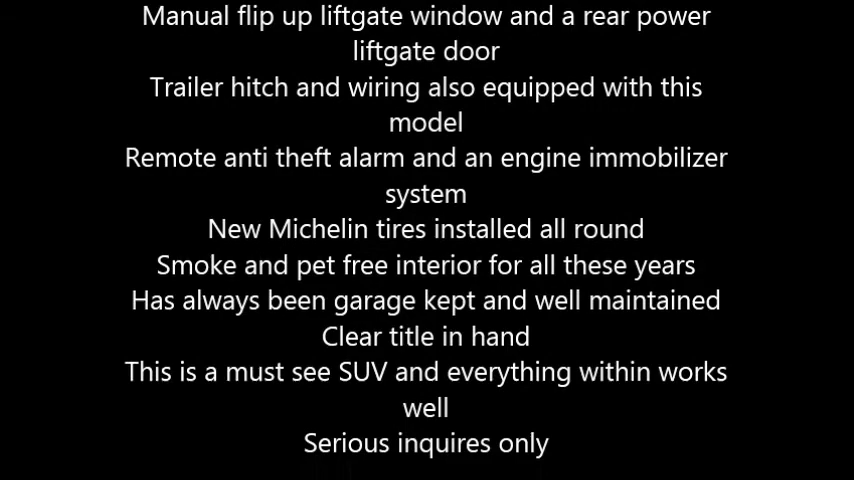 Manual flip up liftgate window and a rear power
liftgate door
Trailer hitch and wiring also equipped with this
model
Remote anti theft alarm and an engine immobilizer
system
New Michelin tires installed all round
Smoke and pet free interior for all these years
Has always been garage kept and well maintained
Clear title in hand
This is a must see SUV and everything within works
well
Serious inquires only